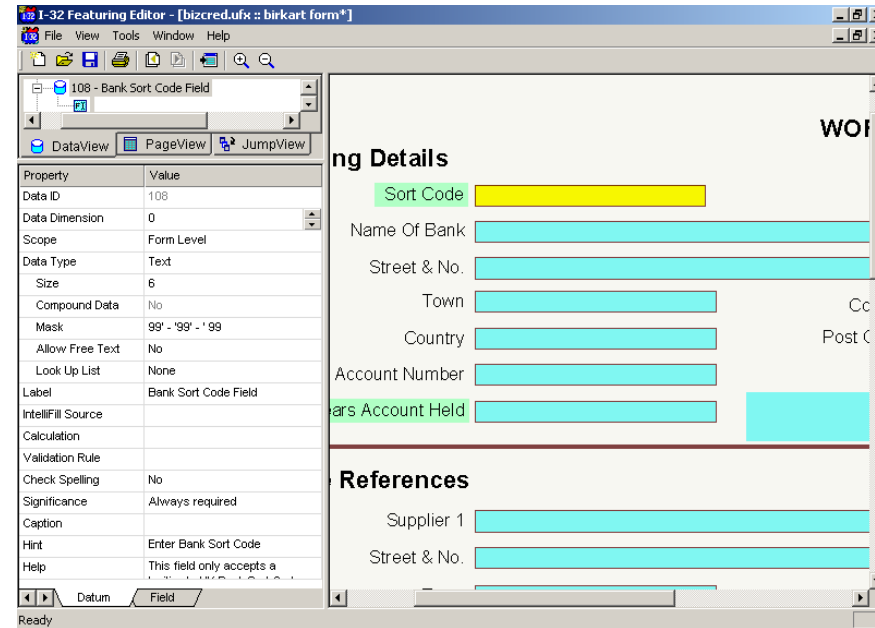 I-32 Featuring Editor - [bizcred.ufx :: birkart form*]
File View Tools Window Help
108 - Bank Sort Code Field
FI
DataView PageView JumpView
Property Value
Data ID 108
Data Dimension 0
Scope Form Level
Data Type Text
Size 6
Compound Data No
Mask 99' - '99' - ' 99
Allow Free Text No
Look Up List None
Label Bank Sort Code Field
IntelliFill Source
Calculation
Validation Rule
Check Spelling No
Significance Always required
Caption
Hint Enter Bank Sort Code
Help This field only accepts a
Datum Field
Ready
WOR
ng Details
Sort Code
Name Of Bank
Street & No.
Town
Co
Country
Post C
Account Number
ears Account Held
References
Supplier 1
Street & No.